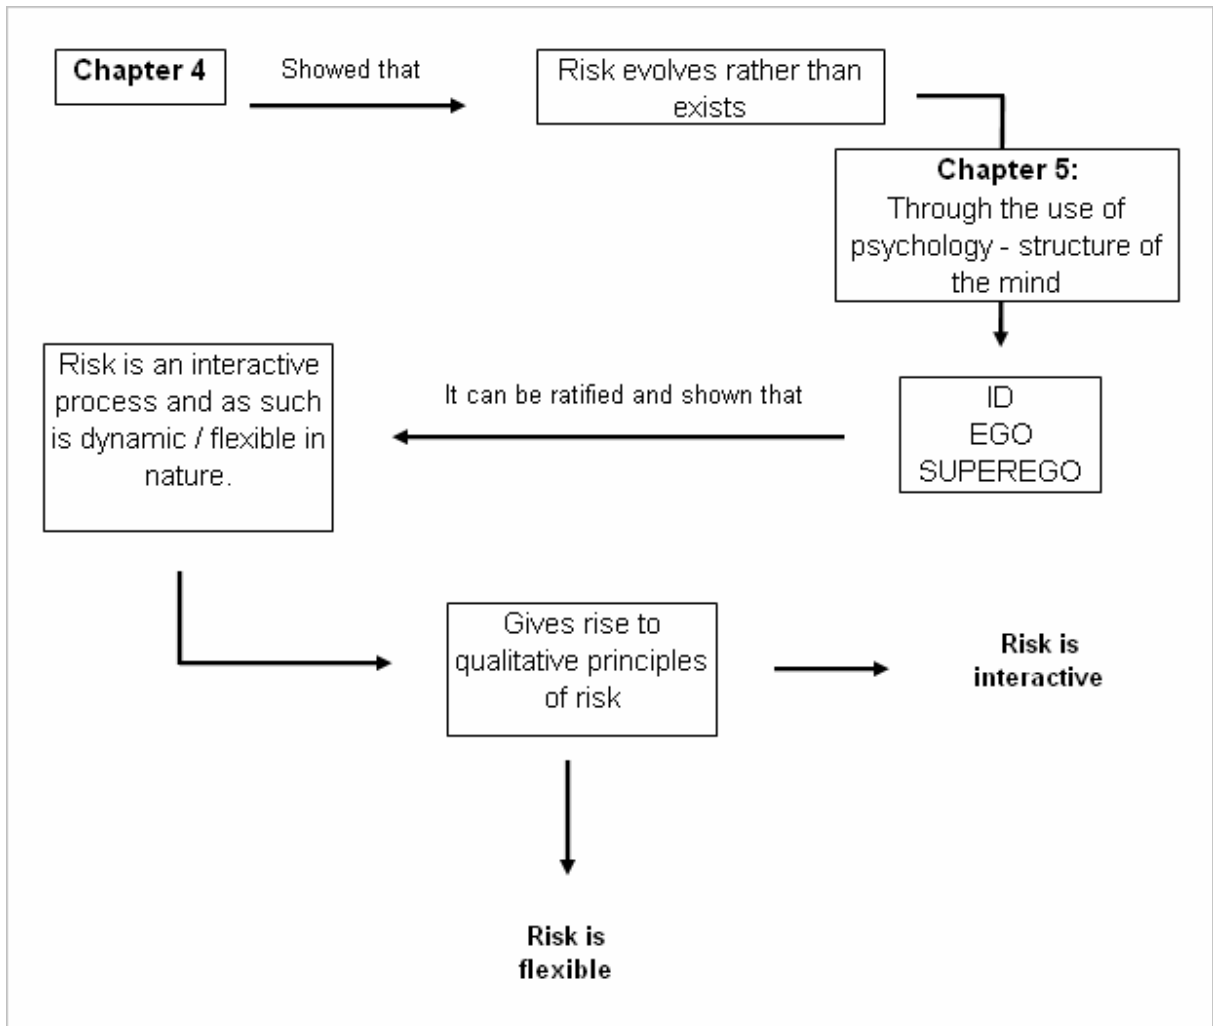 Chapter 4
Showed that
Risk evolves rather than
exists
Chapter 5:
Through the use of
psychology - structure of
the mind
ID
EGO
SUPEREGO
It can be ratified and shown that
Risk is an interactive
process and as such
is dynamic / flexible in
nature.
Gives rise to
qualitative principles
of risk
Risk is
interactive
Risk is
flexible